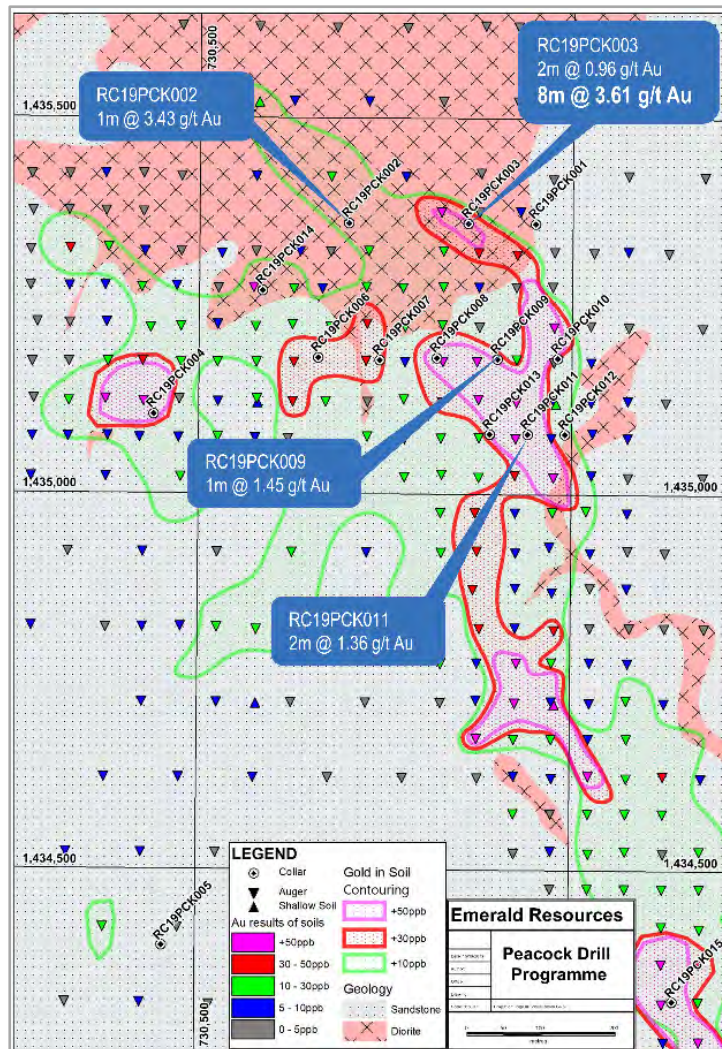 730,500
RC19PCK003
2m @ 0.96 g/t Au
8m @ 3.61 g/t Au
RC19PCK002
1m @ 3.43 g/t Au
1,435,500
RC19PCK002
RC19PCK003
RC19PCK001
RC19PCK014
RC19PCK006
RC19PCK007
RC19PCK008
RC19PCK009
RC19PCK010
RC19PCK004
RC19PCK013
RC19PCK011
RC19PCK012
RC19PCK009
1m @ 1.45 g/t Au
1,435,000
1,435,000
RC19PCK011
2m @ 1.36 g/t Au
1,434,500
1,434,500
RC19PCK005
RC19PCK015
730,500
LEGEND
Collar
Auger
Shallow Soil
Au results of soils
+50ppb
30 - 50ppb
10 - 30ppb
5 - 10ppb
0 - 5ppb
Gold in Soil
Contouring
+50ppb
+30ppb
+10ppb
Geology
Sandstone
Diorite
Emerald Resources
Peacock Drill
Programme
metres